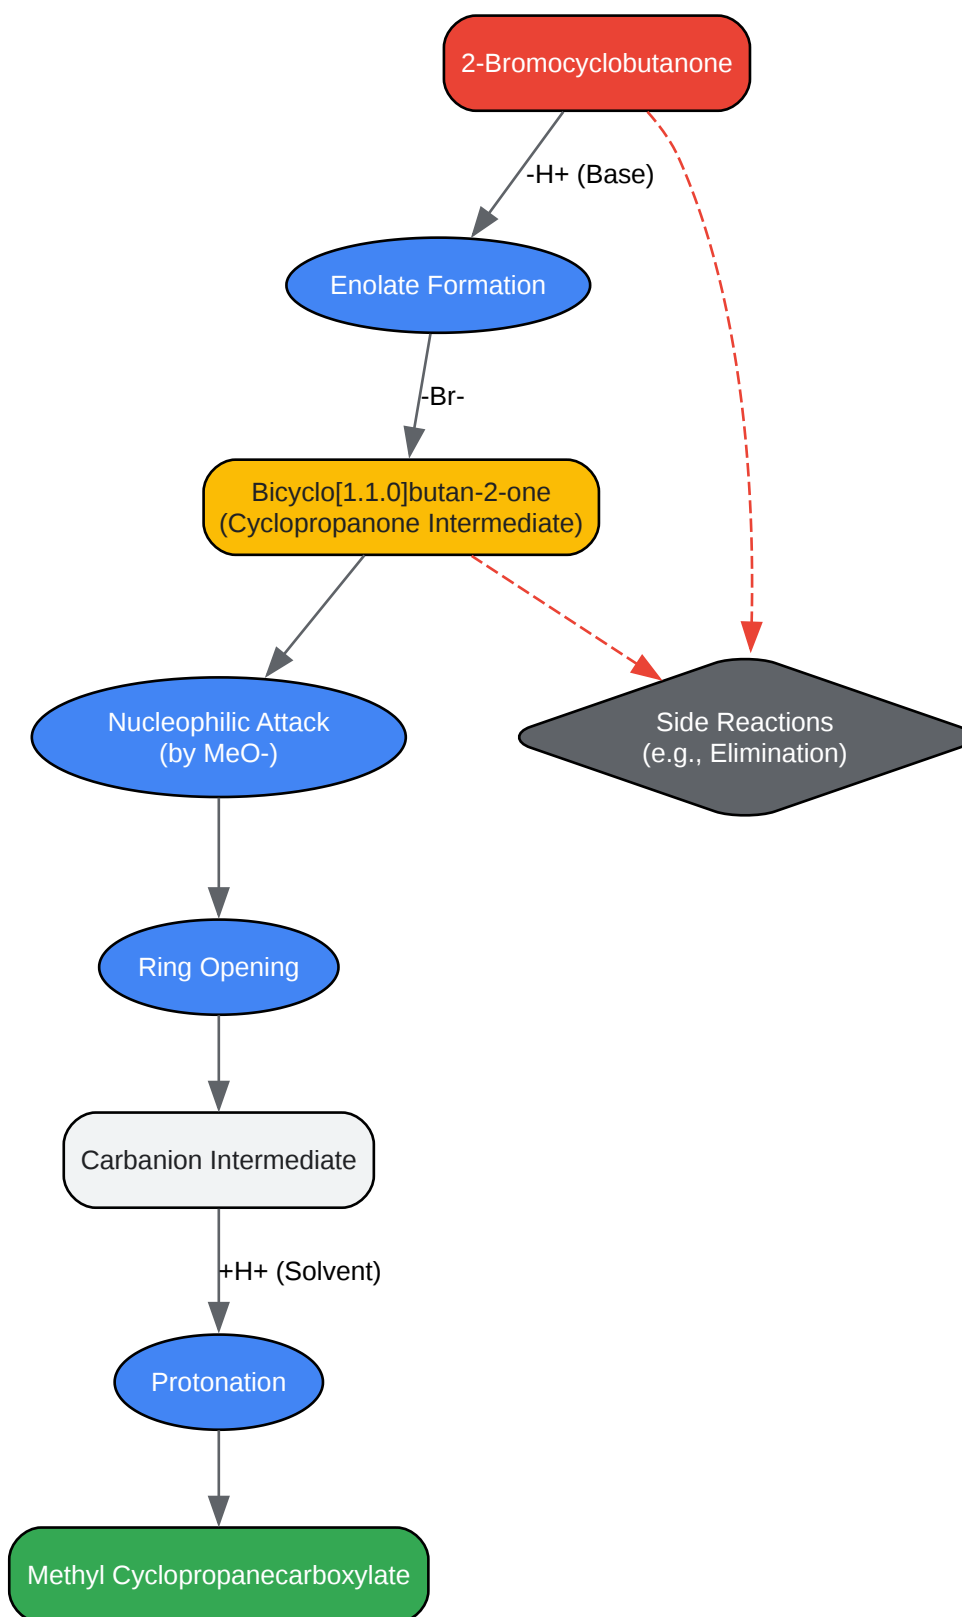 2-Bromocyclobutanone
-H+ (Base)
Enolate Formation
-Br-
Bicyclo[1.1.0]butan-2-one
(Cyclopropanone Intermediate)
Nucleophilic Attack
(by MeO-)
Side Reactions
(e.g., Elimination)
Ring Opening
Carbanion Intermediate
+H+ (Solvent)
Protonation
Methyl Cyclopropanecarboxylate